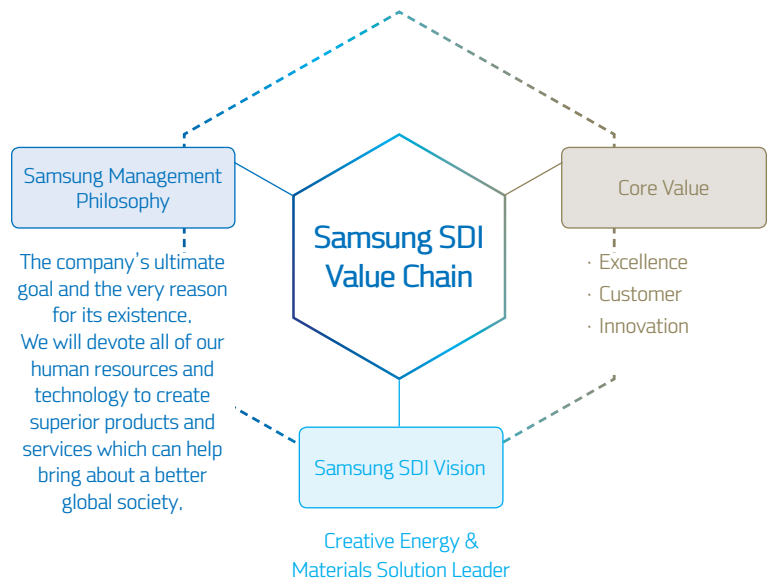 Samsung Management
Philosophy
The company's ultimate
goal and the very reason
for its existence.
We will devote all of our
human resources and
technology to create
superior products and
services which can help
bring about a better
global society.
Samsung SDI
Value Chain
Core Value
· Excellence
· Customer
· Innovation
Samsung SDI Vision
Creative Energy &
Materials Solution Leader